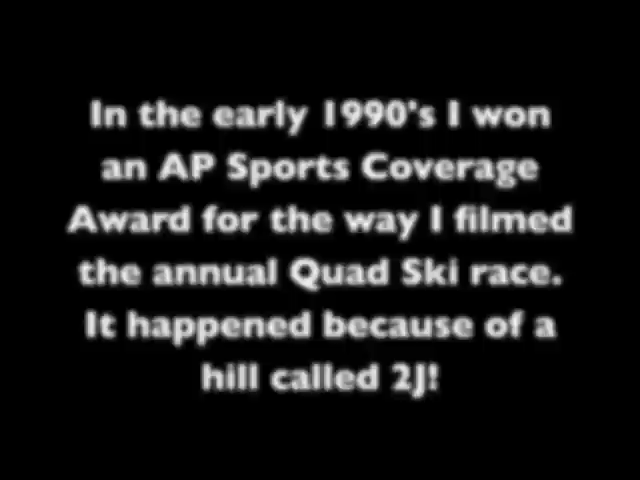 In the early 1990's I won
an AP Sports Coverage
Award for the way I filmed
the annual Quad Ski race.
It happened because of a
hill called 2J!